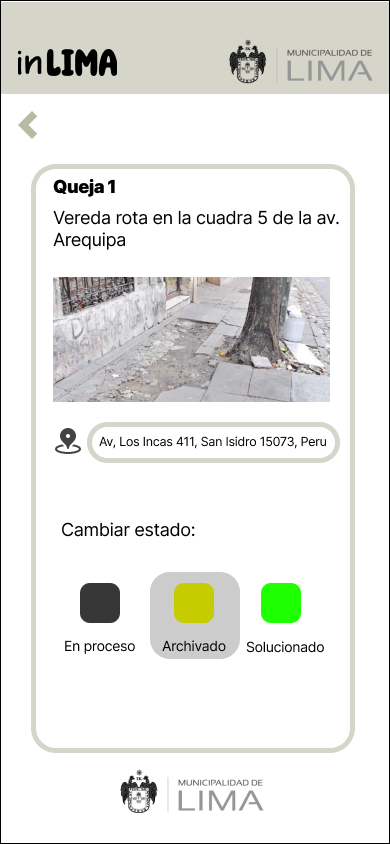 inLIMA
MUNICIPALIDAD DE
LIMA
Queja 1
Vereda rota en la cuadra 5 de la av.
Arequipa
Av, Los Incas 411, San Isidro 15073, Peru
Cambiar estado:
En proceso
Archivado
Solucionado
MUNICIPALIDAD DE
LIMA